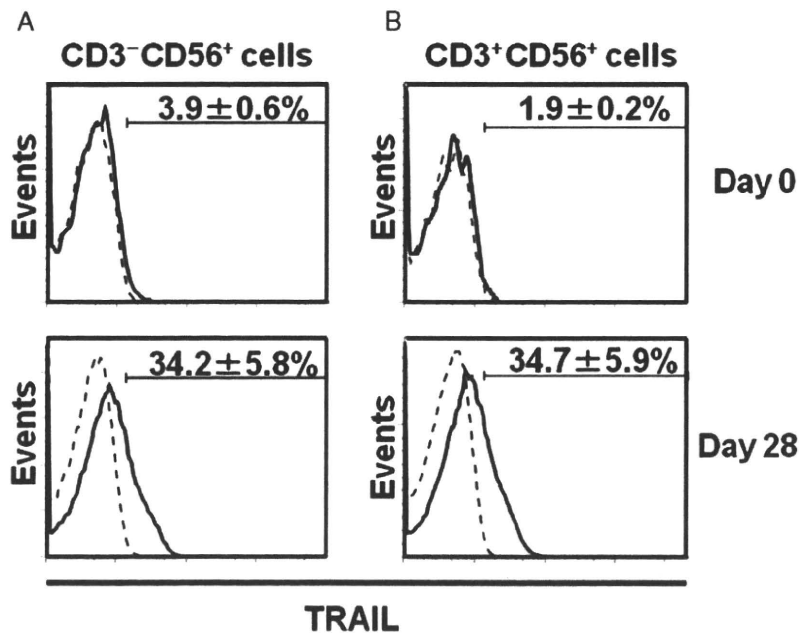 A
B
CD3⁻CD56⁺ cells
CD3⁺CD56⁺ cells
3.9±0.6%
1.9±0.2%
Events
Events
Day 0
34.2±5.8%
34.7±5.9%
Events
Events
Day 28
TRAIL